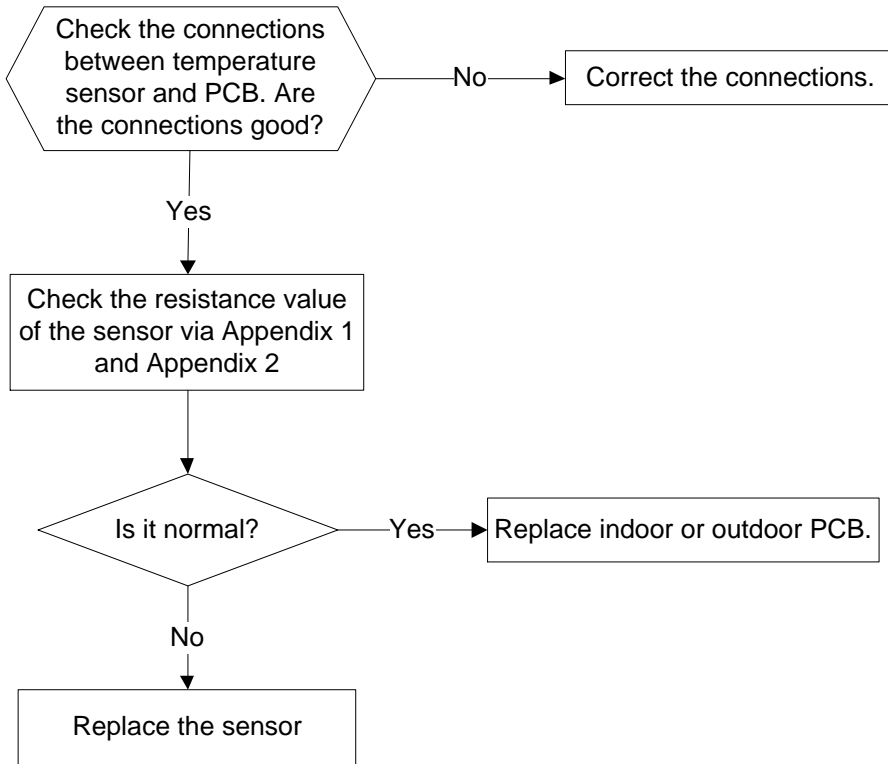 Check the connections
between temperature
sensor and PCB. Are
the connections good?
No
Correct the connections.
Yes
Check the resistance value
of the sensor via Appendix 1
and Appendix 2
Is it normal?
Yes
Replace indoor or outdoor PCB.
No
Replace the sensor